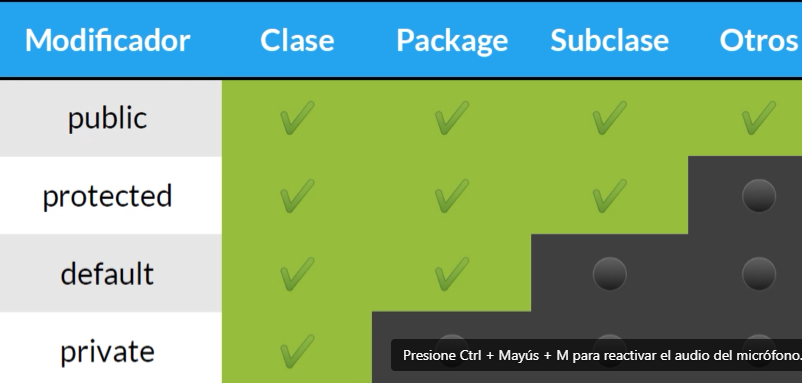 Modificador Clase Package Subclase Otros
public ✔ ✔ ✔ ✔
protected ✔ ✔ ✔
default ✔ ✔
private ✔
Presione Ctrl + Mayús + M para reactivar el audio del micrófono.